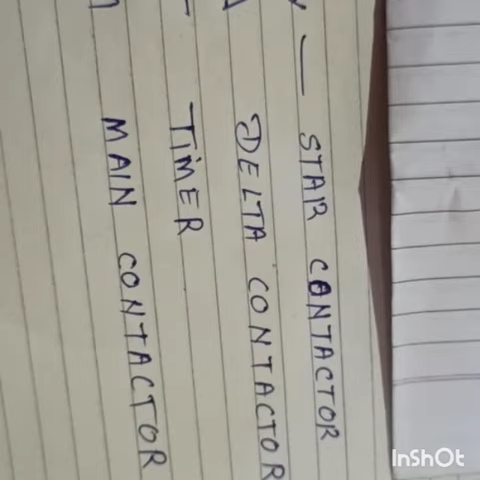 Y — STAR CONTACTOR
DELTA CONTACTOR
TIMER
MAIN CONTACTOR
InShOt